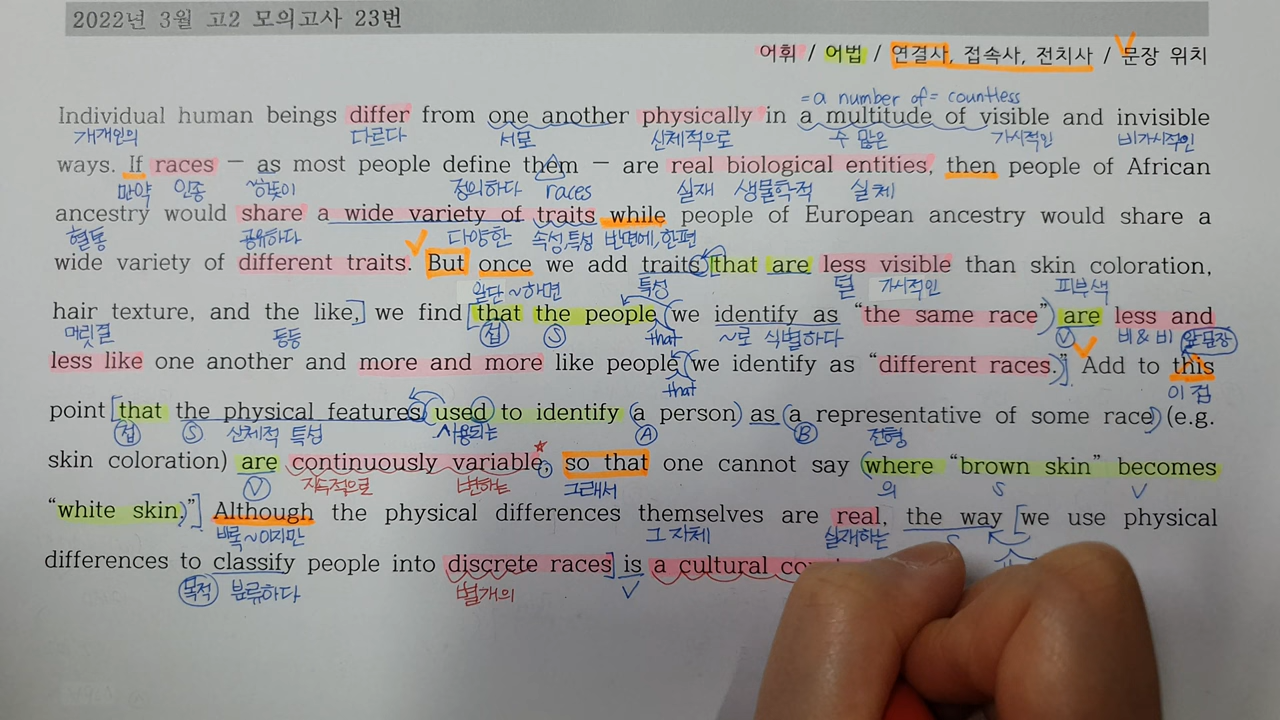 2022년 3월 고2 모의고사 23번
어휘 / 어법 / 연결사, 접속사, 전치사 / 문장 위치
= a number of = countless
Individual human beings differ from one another physically in a multitude of visible and invisible
개개인의 다르다 서로 신체적으로 수 많은 가시적인 비가시적인
ways. If races — as most people define them — are real biological entities, then people of African
만약 인종 ~하듯이 정의하다 races 실재 생물학적 실체
ancestry would share a wide variety of traits while people of European ancestry would share a
혈통 공유하다 다양한 속성,특성 반면에,한편
wide variety of different traits. But once we add traits that are less visible than skin coloration,
일단 ~하면 특성 덜 가시적인 피부색
hair texture, and the like, we find that the people we identify as “the same race” are less and
머릿결 등등 접 S that ~로 식별하다 V 비 & 비 앞문장
less like one another and more and more like people we identify as “different races.” Add to this
that 이 접
point that the physical features used to identify a person as a representative of some race (e.g.
접 S 신체적 특성 사용되는 A B 전형
skin coloration) are continuously variable, so that one cannot say where “brown skin” becomes
V 지속적으로 변하는 그래서 의 S V
“white skin.” Although the physical differences themselves are real, the way we use physical
비록~이지만 그 자체 실재하는 S
differences to classify people into discrete races is a cultural
목적 분류하다 별개의 V